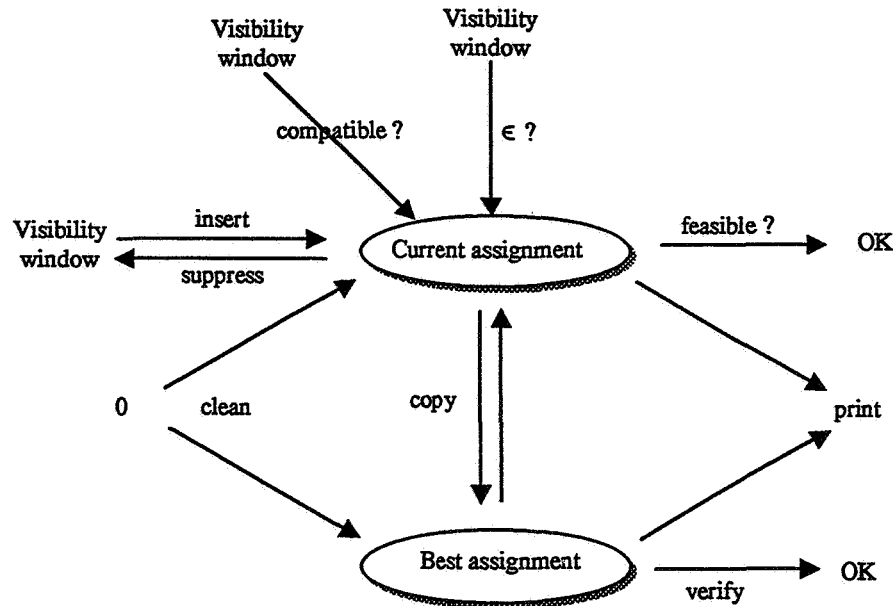 Visibility
window
Visibility
window
compatible ?
∈ ?
Visibility
window
insert
suppress
Current assignment
feasible ?
OK
0
clean
copy
print
Best assignment
verify
OK